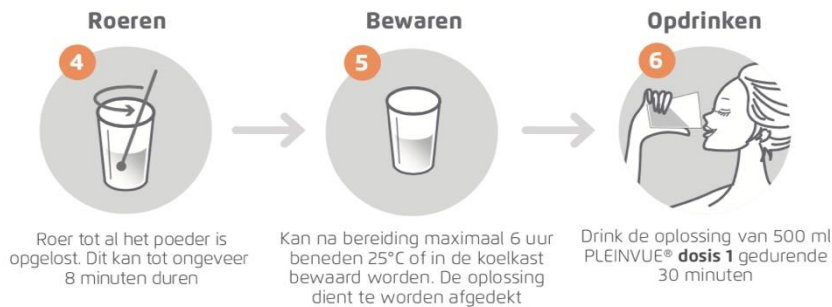 Roeren
Bewaren
Opdrinken
4
5
6
Roer tot al het poeder is
opgelost. Dit kan tot ongeveer
8 minuten duren
Kan na bereiding maximaal 6 uur
beneden 25°C of in de koelkast
bewaard worden. De oplossing
dient te worden afgedekt
Drink de oplossing van 500 ml
PLEINVUE® dosis 1 gedurende
30 minuten